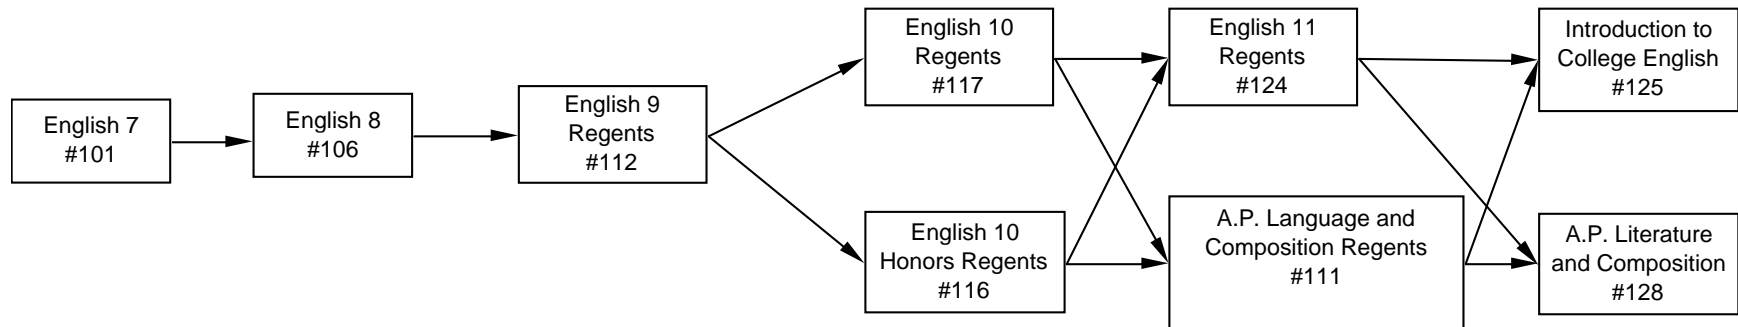 English 7
#101
English 8
#106
English 9
Regents
#112
English 10
Regents
#117
English 10
Honors Regents
#116
English 11
Regents
#124
A.P. Language and
Composition Regents
#111
Introduction to
College English
#125
A.P. Literature
and Composition
#128